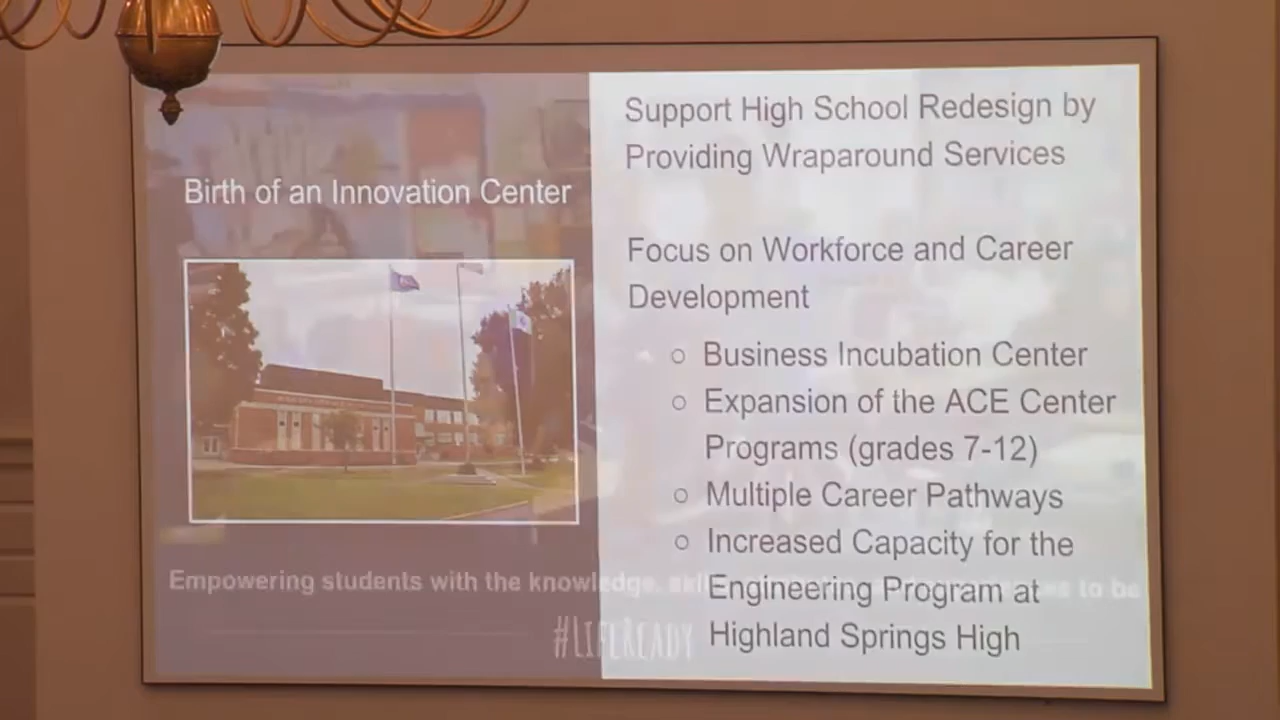 Birth of an Innovation Center
Support High School Redesign by
Providing Wraparound Services
Focus on Workforce and Career
Development
○ Business Incubation Center
○ Expansion of the ACE Center
Programs (grades 7-12)
○ Multiple Career Pathways
○ Increased Capacity for the
Engineering Program at
Highland Springs High
Empowering students with the knowledge, to be
#LIFEREADY